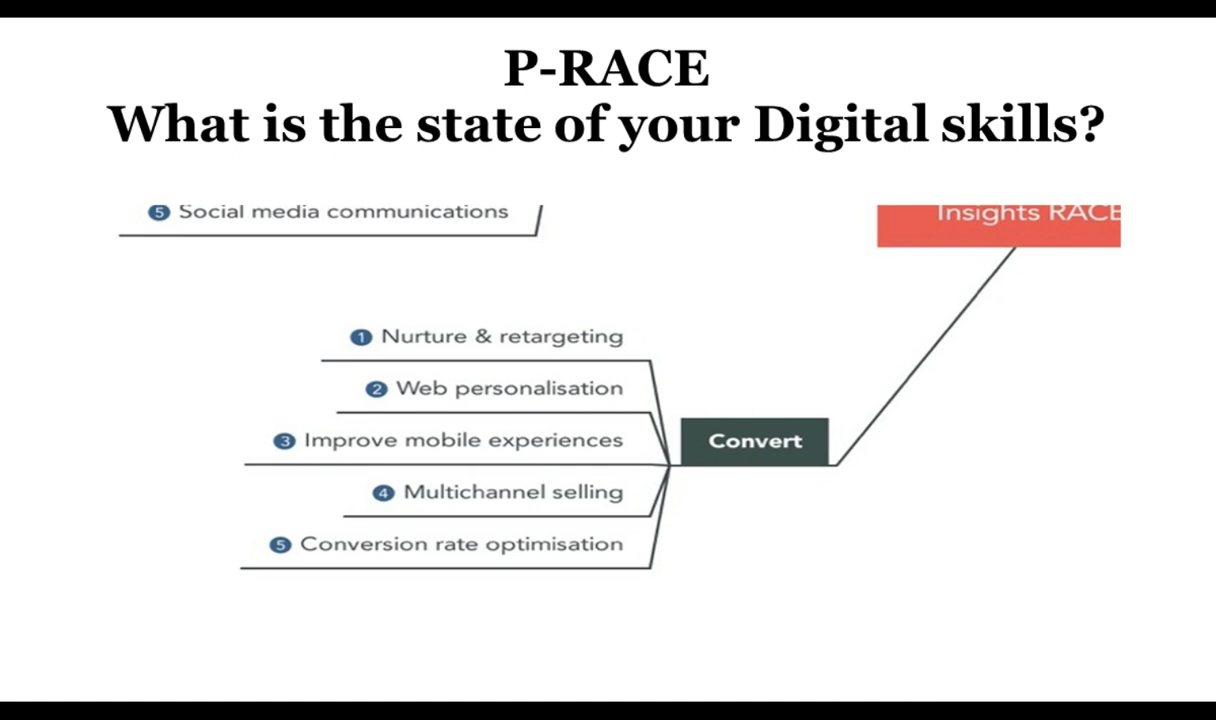 P-RACE
What is the state of your Digital skills?
5 Social media communications
Insights RACE
1 Nurture & retargeting
2 Web personalisation
3 Improve mobile experiences
Convert
4 Multichannel selling
5 Conversion rate optimisation